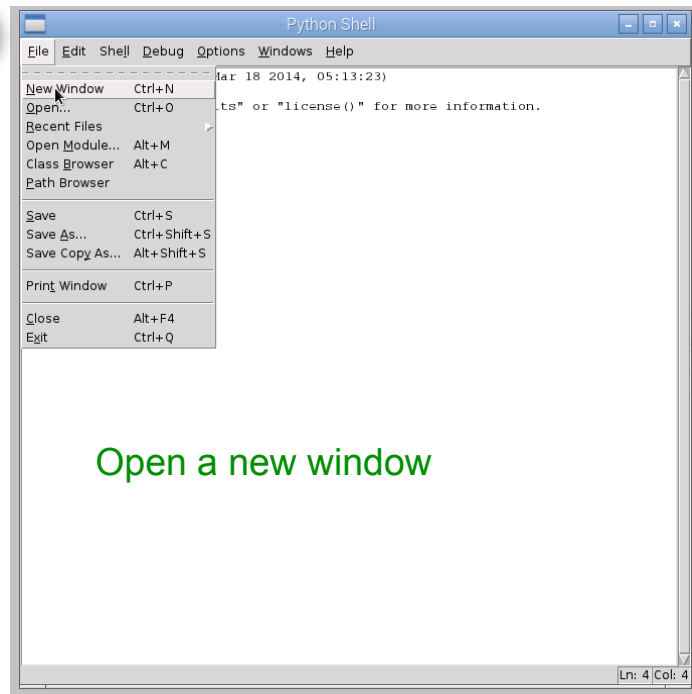 Python Shell
File Edit Shell Debug Options Windows Help
Mar 18 2014, 05:13:23)
New Window Ctrl+N
Open... Ctrl+O
ts" or "license()" for more information.
Recent Files
Open Module... Alt+M
Class Browser Alt+C
Path Browser
Save Ctrl+S
Save As... Ctrl+Shift+S
Save Copy As... Alt+Shift+S
Print Window Ctrl+P
Close Alt+F4
Exit Ctrl+Q
Open a new window
Ln: 4 Col: 4